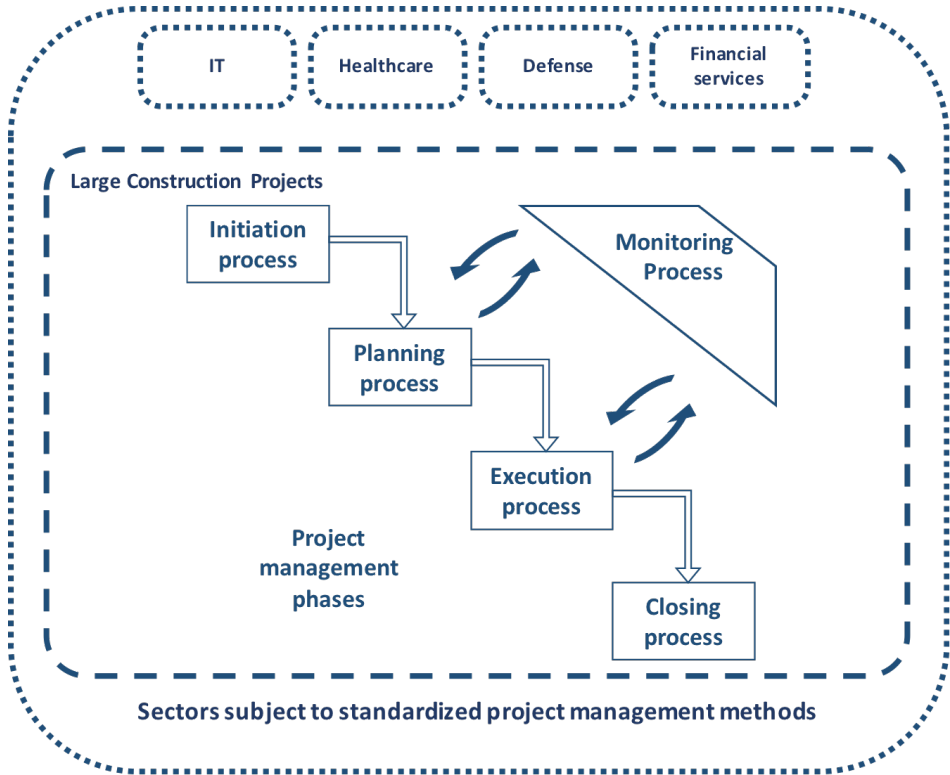 IT
Healthcare
Defense
Financial
services
Large Construction Projects
Initiation
process
Monitoring
Process
Planning
process
Execution
process
Project
management
phases
Closing
process
Sectors subject to standardized project management methods